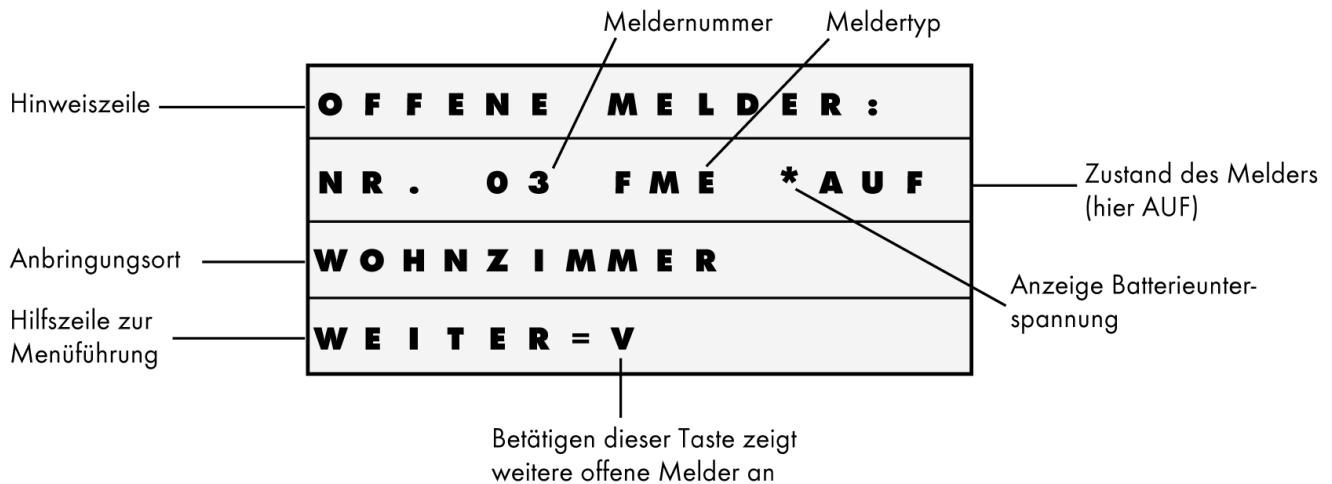 Meldernummer
Meldertyp
Hinweiszeile
OFFENE MELDER:
NR. 03 FME *AUF
Zustand des Melders
(hier AUF)
Anbringungsort
WOHNZIMMER
Anzeige Batterieunter-
spannung
Hilfszeile zur
Menüführung
WEITER=V
Betätigen dieser Taste zeigt
weitere offene Melder an